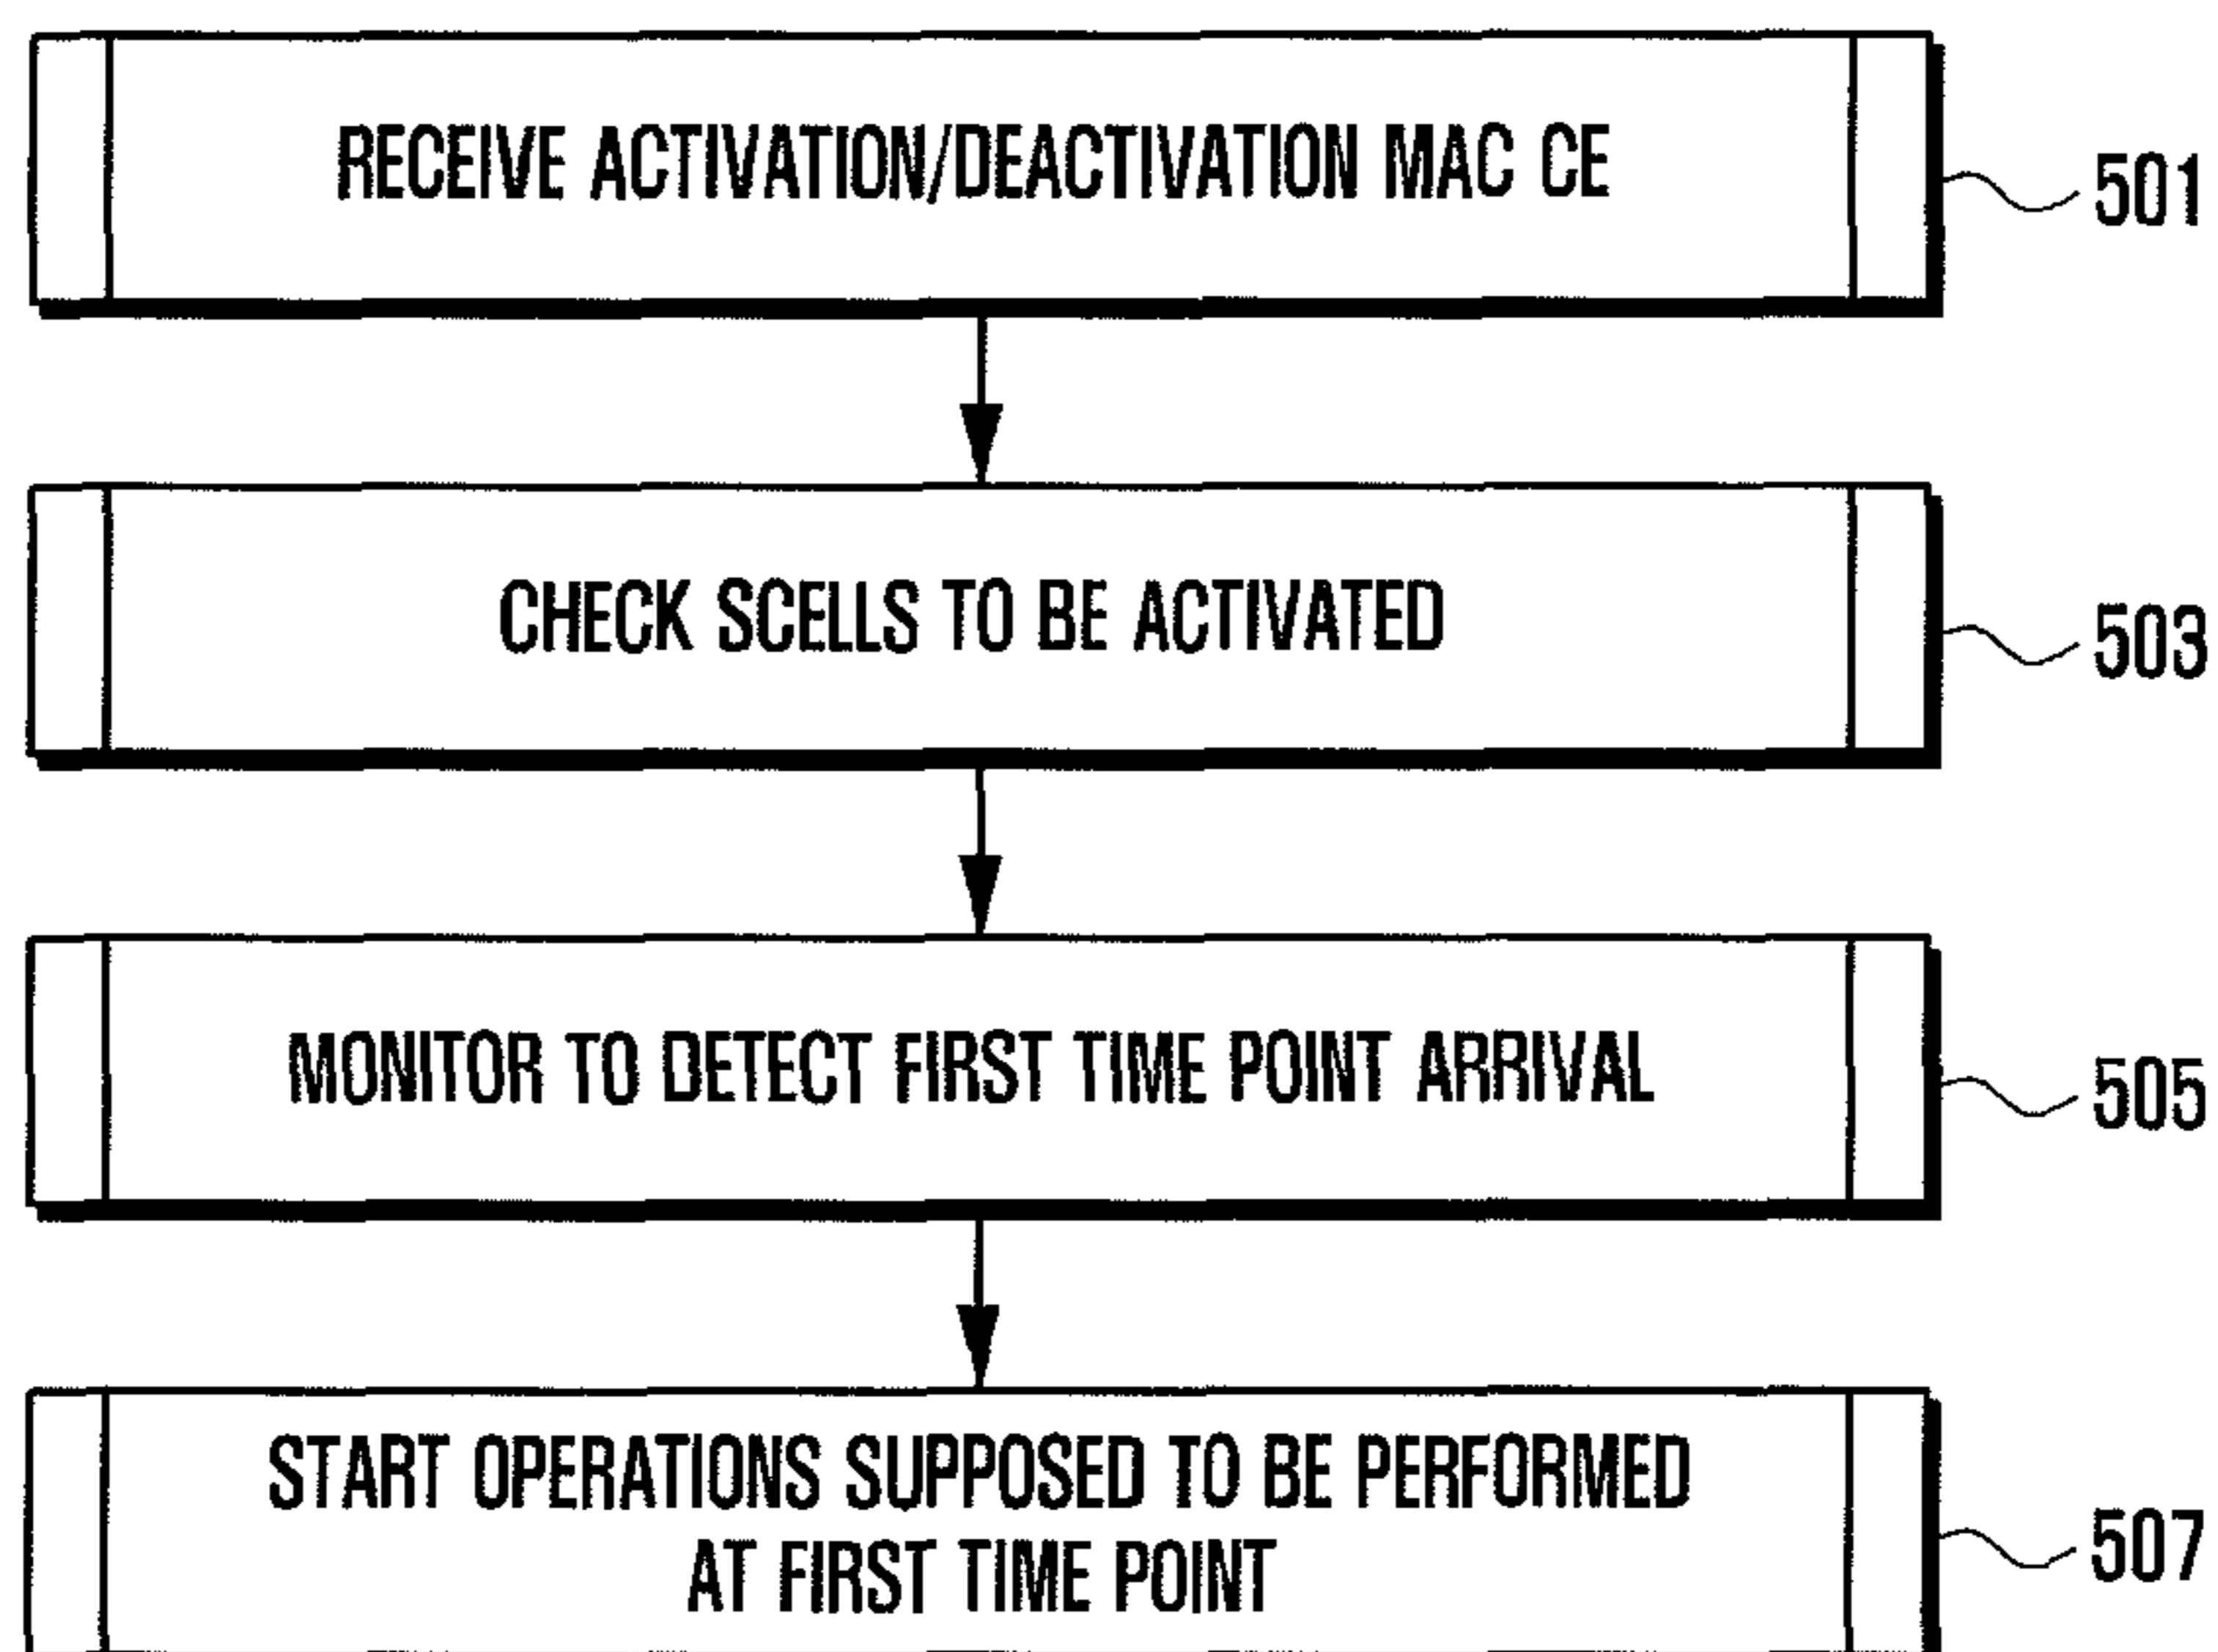 RECEIVE ACTIVATION/DEACTIVATION MAC CE
501
CHECK SCELLS TO BE ACTIVATED
503
MONITOR TO DETECT FIRST TIME POINT ARRIVAL
505
START OPERATIONS SUPPOSED TO BE PERFORMED
AT FIRST TIME POINT
507